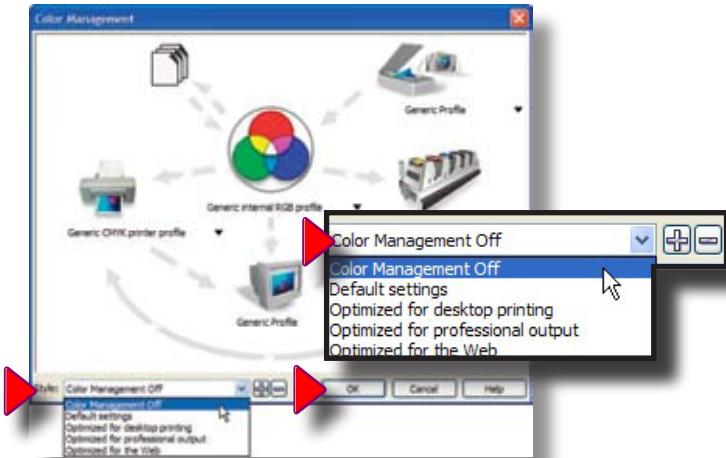 Color Management
Generic Profile
Generic internal RGB profile
Generic CMYK printer profile
Generic Profile
Color Management Off
Color Management Off
Default settings
Optimized for desktop printing
Optimized for professional output
Optimized for the Web
Style: Color Management Off
OK Cancel Help
Color Management Off
Default settings
Optimized for desktop printing
Optimized for professional output
Optimized for the Web